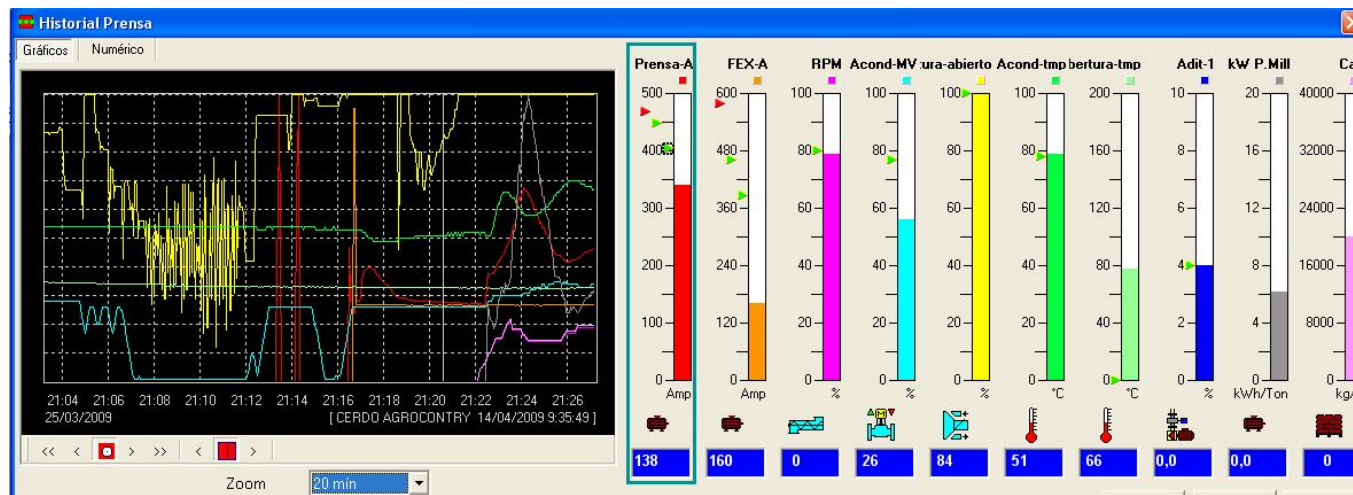 Historial Prensa
Gráficos Numérico
Prensa-A FEX-A RPM Acond-MV :ura-abierto Acond-tmp bertura-tmp Adit-1 kW P.Mill Ca
500 600 100 100 100 100 200 10 20 40000
400 480 80 80 80 80 160 8 16 32000
300 360 60 60 60 60 120 6 12 24000
200 240 40 40 40 40 80 4 8 16000
100 120 20 20 20 20 40 2 4 8000
0 0 0 0 0 0 0 0 0 0
Amp Amp % % % °C °C % kWh/Ton kg/
21:04 21:06 21:08 21:10 21:12 21:14 21:16 21:18 21:20 21:22 21:24 21:26
25/03/2009 [ CERDO AGROCONTRY 14/04/2009 9:35:49 ]
<< < > >> < >
138 160 0 26 84 51 66 0,0 0,0 0
Zoom 20 mín